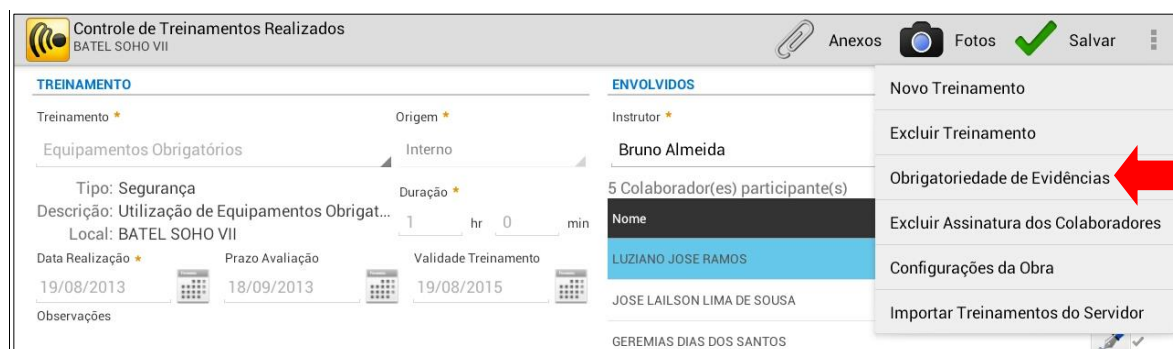 Controle de Treinamentos Realizados
BATEL SOHO VII
Anexos
Fotos
Salvar
TREINAMENTO
Treinamento *
Origem *
Equipamentos Obrigatórios
Interno
Tipo: Segurança
Descrição: Utilização de Equipamentos Obrigat...
Local: BATEL SOHO VII
Duração *
1 hr 0 min
Data Realização *
Prazo Avaliação
Validade Treinamento
19/08/2013
18/09/2013
19/08/2015
Observações
ENVOLVIDOS
Instrutor *
Bruno Almeida
5 Colaborador(es) participante(s)
Nome
LUZIANO JOSE RAMOS
JOSE LAILSON LIMA DE SOUSA
GEREMIAS DIAS DOS SANTOS
Novo Treinamento
Excluir Treinamento
Obrigatoriedade de Evidências
Excluir Assinatura dos Colaboradores
Configurações da Obra
Importar Treinamentos do Servidor